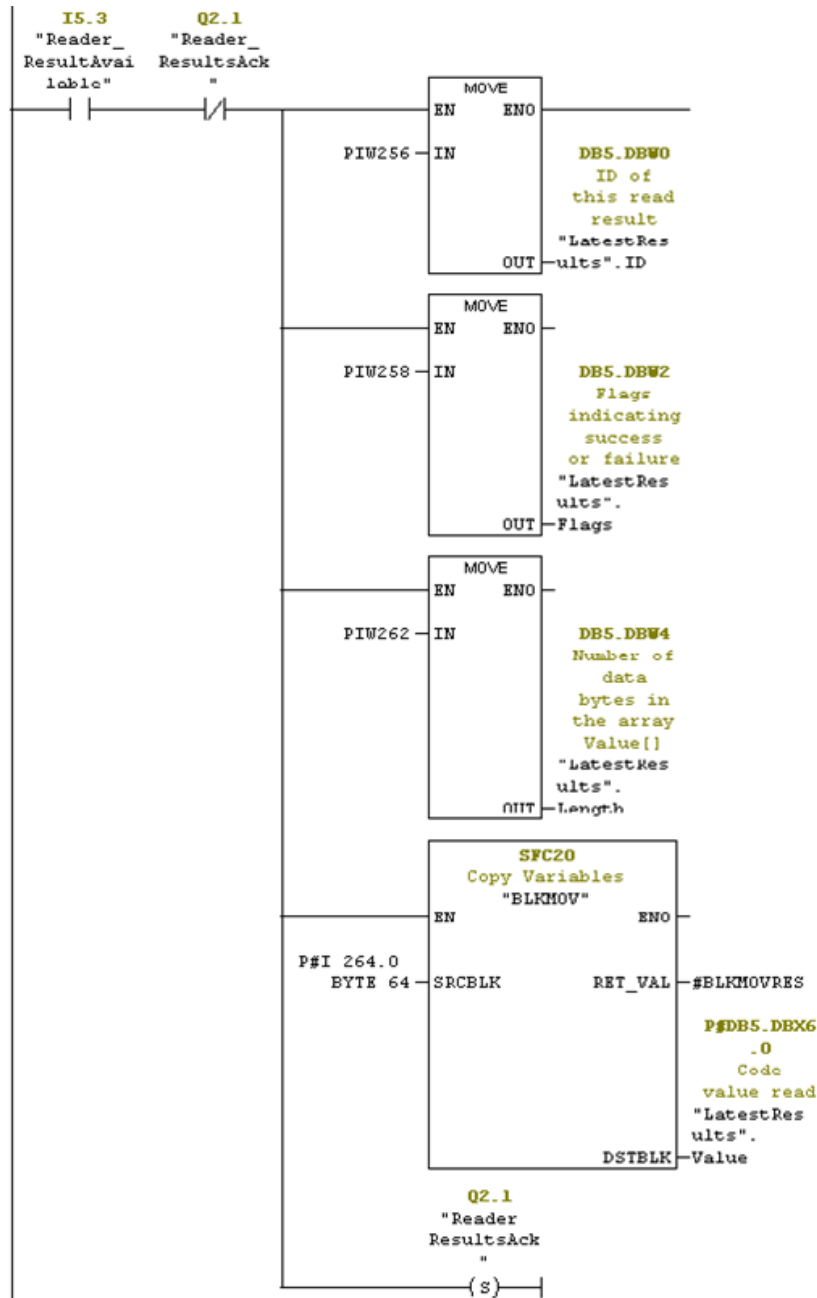 I5.3
"Reader_
ResultAvai
lable"
Q2.1
"Reader_
ResultsAck
"
MOVE
EN ENO
PIW256 IN
DB5.DBW0
ID of
this read
result
"LatestRes
OUT ults".ID
MOVE
EN ENO
PIW258 IN
DB5.DBW2
Flags
indicating
success
or failure
"LatestRes
ults".
OUT Flags
MOVE
EN ENO
PIW262 IN
DB5.DBW4
Number of
data
bytes in
the array
Value[]
"LatestRes
ults".
OUT Length
SFC20
Copy Variables
"BLKMOV"
EN ENO
P#I 264.0
BYTE 64 SRCBLK RET_VAL #BLKMOVRES
P#DB5.DBX6
.0
Code
value read
"LatestRes
ults".
DSTBLK Value
Q2.1
"Reader
ResultsAck
"
(S)